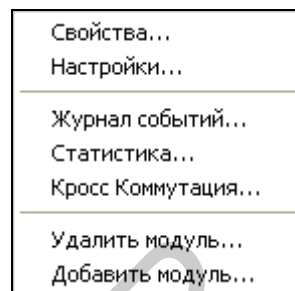 Свойства...
Настройки...
Журнал событий...
Статистика...
Кросс Коммутация...
Удалить модуль...
Добавить модуль...